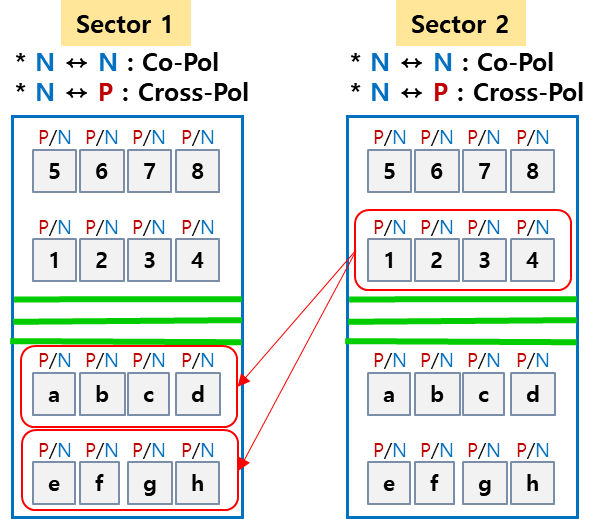 Sector 1
* N ↔ N : Co-Pol
* N ↔ P : Cross-Pol
P/N P/N P/N P/N
5 6 7 8
P/N P/N P/N P/N
1 2 3 4
P/N P/N P/N P/N
a b c d
P/N P/N P/N P/N
e f g h
Sector 2
* N ↔ N : Co-Pol
* N ↔ P : Cross-Pol
P/N P/N P/N P/N
5 6 7 8
P/N P/N P/N P/N
1 2 3 4
P/N P/N P/N P/N
a b c d
P/N P/N P/N P/N
e f g h